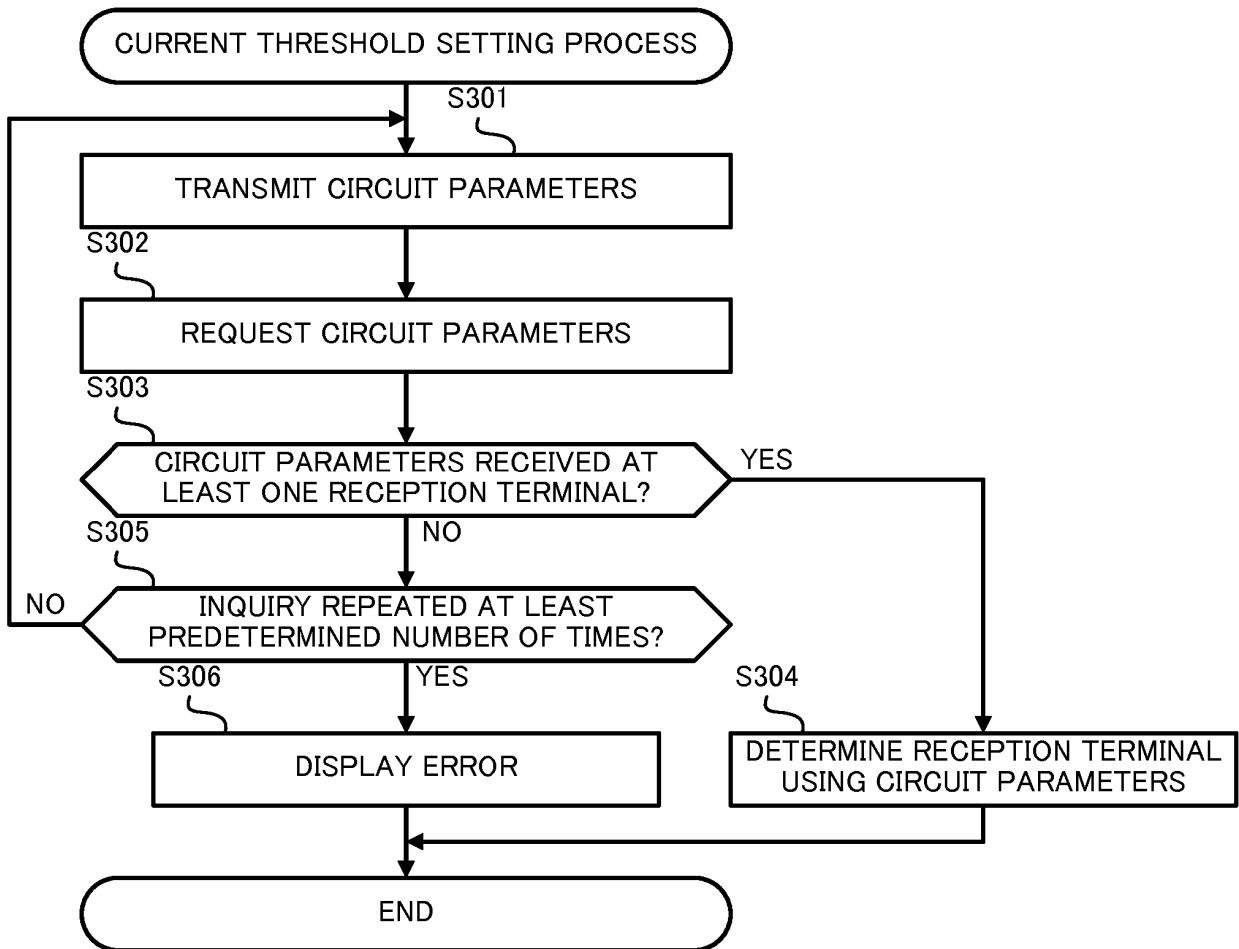 CURRENT THRESHOLD SETTING PROCESS
S301
TRANSMIT CIRCUIT PARAMETERS
S302
REQUEST CIRCUIT PARAMETERS
S303
CIRCUIT PARAMETERS RECEIVED AT
LEAST ONE RECEPTION TERMINAL?
YES
NO
S305
INQUIRY REPEATED AT LEAST
PREDETERMINED NUMBER OF TIMES?
NO
YES
S306
DISPLAY ERROR
S304
DETERMINE RECEPTION TERMINAL
USING CIRCUIT PARAMETERS
END